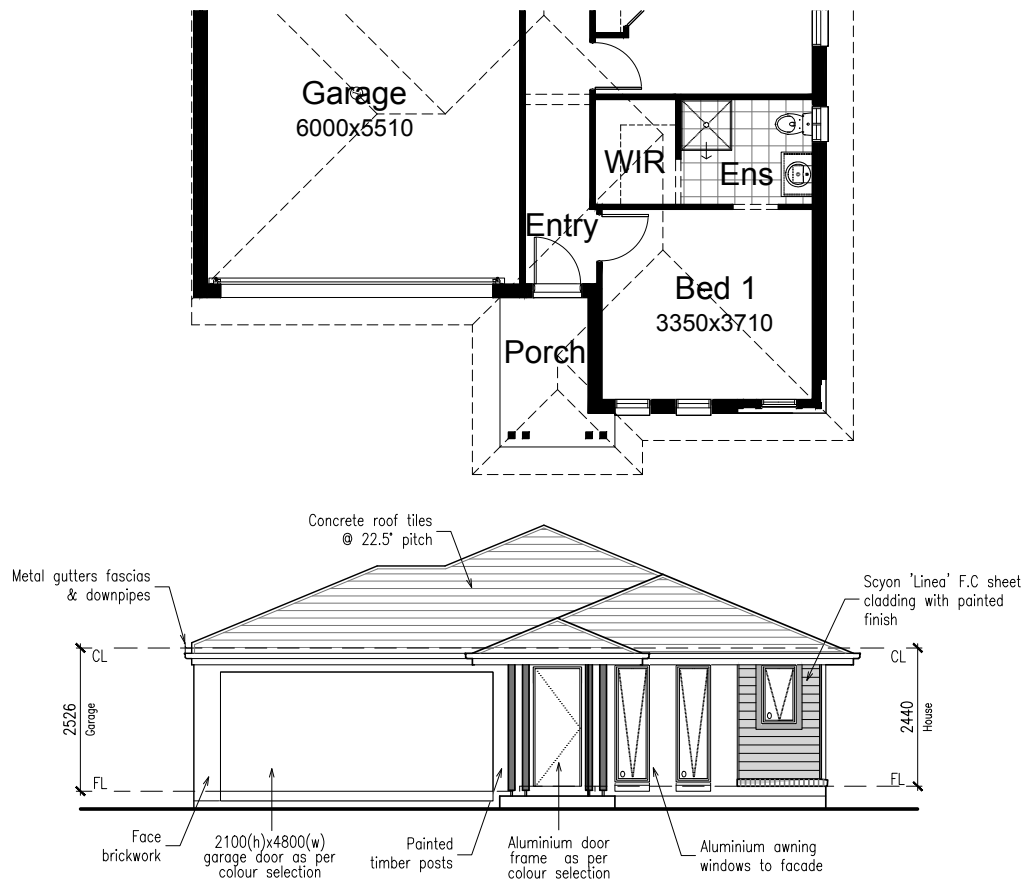 Garage
6000x5510
WIR
Ens
Entry
Bed 1
3350x3710
Porch
Concrete roof tiles
@ 22.5° pitch
Metal gutters fascias
& downpipes
Scyon 'Linea' F.C sheet
cladding with painted
finish
CL
CL
2526
Garage
2440
House
FL
FL
Face
brickwork
2100(h)x4800(w)
garage door as per
colour selection
Painted
timber posts
Aluminium door
frame as per
colour selection
Aluminium awning
windows to facade